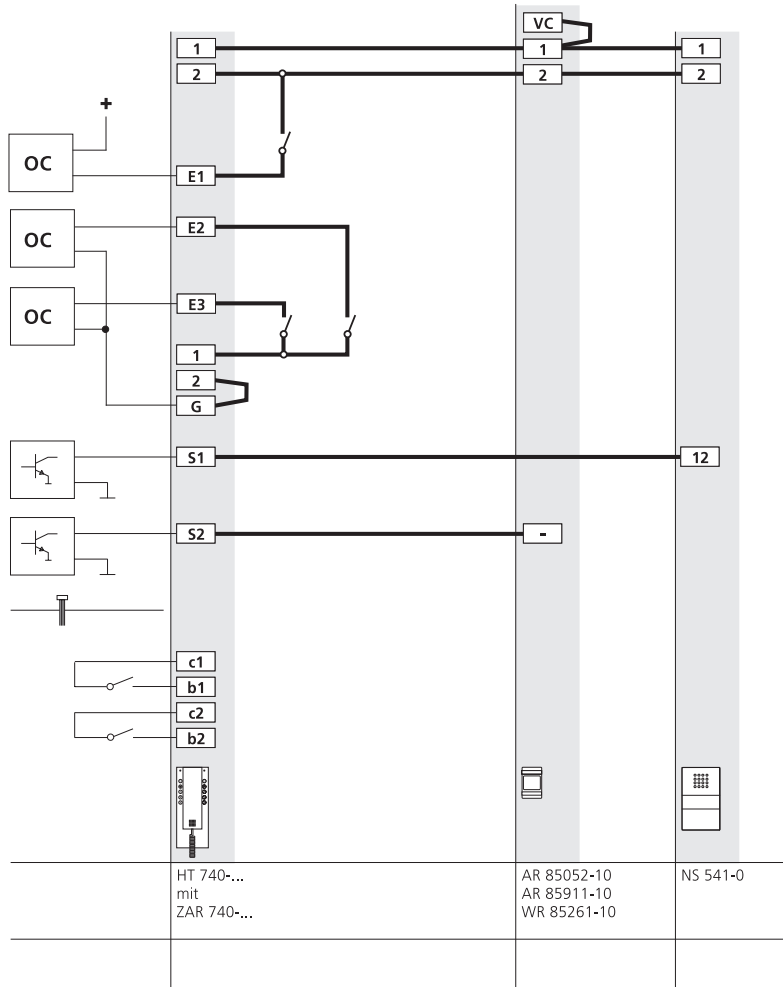 VC
1 1 1
2 2 2
+
OC E1
OC E2
OC E3
1
2
G
S1 12
S2 -
c1
b1
c2
b2
HT 740-... AR 85052-10 NS 541-0
mit AR 85911-10
ZAR 740-... WR 85261-10